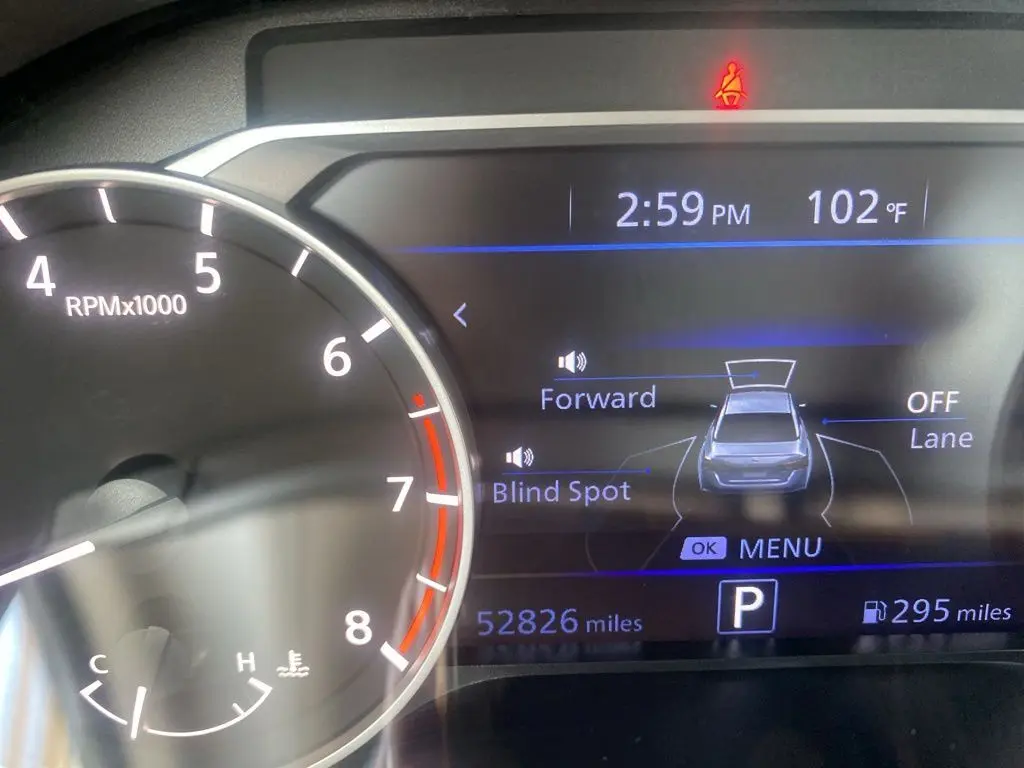 2:59 PM 102 °F
4 5
RPMx1000
6
Forward
OFF
Lane
7
Blind Spot
OK MENU
8
52826 miles P 295 miles
C H